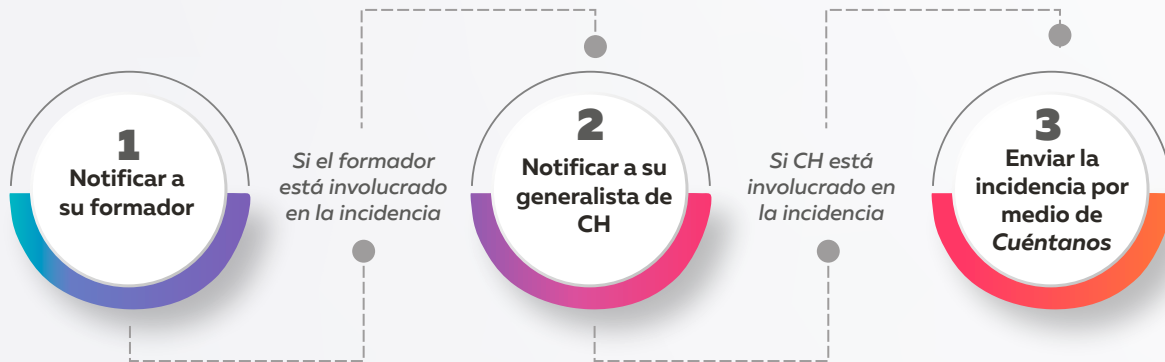 1
Notificar a
su formador
Si el formador
está involucrado
en la incidencia
2
Notificar a su
generalista de
CH
Si CH está
involucrado en
la incidencia
3
Enviar la
incidencia por
medio de
Cuéntanos